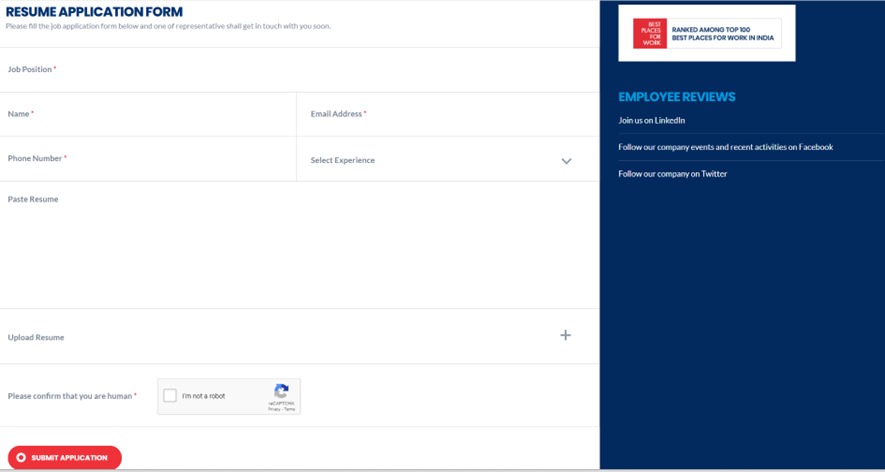 RESUME APPLICATION FORM
Please fill the job application form below and one of representative shall get in touch with you soon.
Job Position *
Name *
Email Address *
Phone Number *
Select Experience
Paste Resume
Upload Resume
Please confirm that you are human *
I'm not a robot
reCAPTCHA
Privacy - Terms
SUBMIT APPLICATION
BEST
PLACES
FOR
WORK
RANKED AMONG TOP 100
BEST PLACES FOR WORK IN INDIA
EMPLOYEE REVIEWS
Join us on LinkedIn
Follow our company events and recent activities on Facebook
Follow our company on Twitter